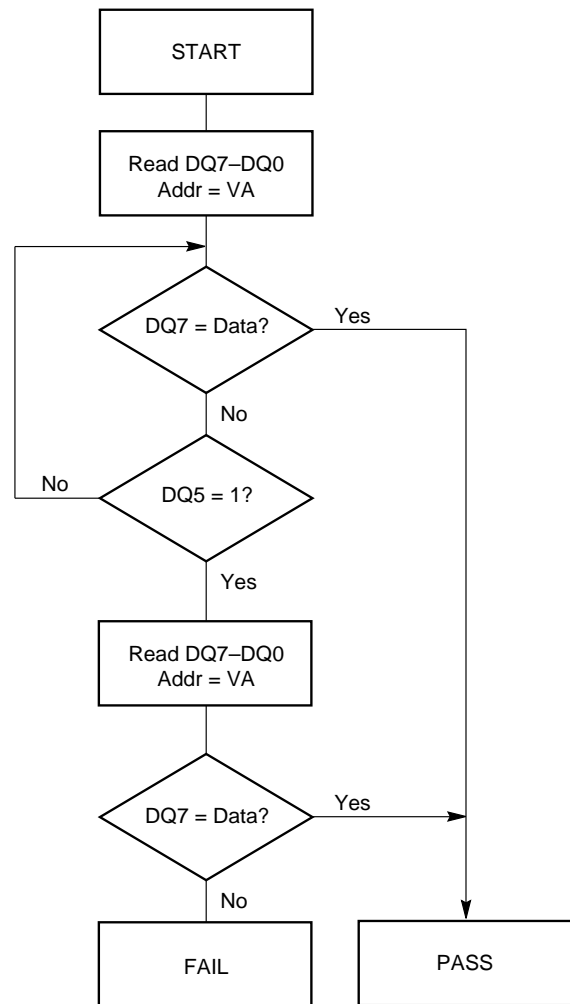 START
Read DQ7–DQ0
Addr = VA
DQ7 = Data?
Yes
No
No
DQ5 = 1?
Yes
Read DQ7–DQ0
Addr = VA
DQ7 = Data?
Yes
No
FAIL
PASS